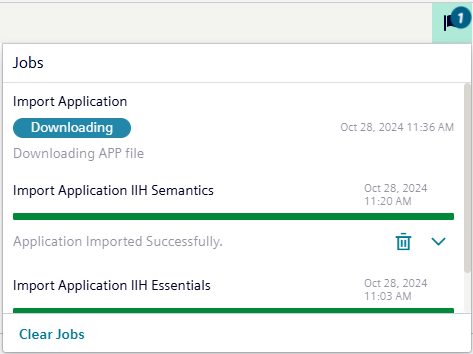 1
Jobs
Import Application
Downloading
Oct 28, 2024 11:36 AM
Downloading APP file
Import Application IIH Semantics
Oct 28, 2024
11:20 AM
Application Imported Successfully.
Import Application IIH Essentials
Oct 28, 2024
11:03 AM
Clear Jobs